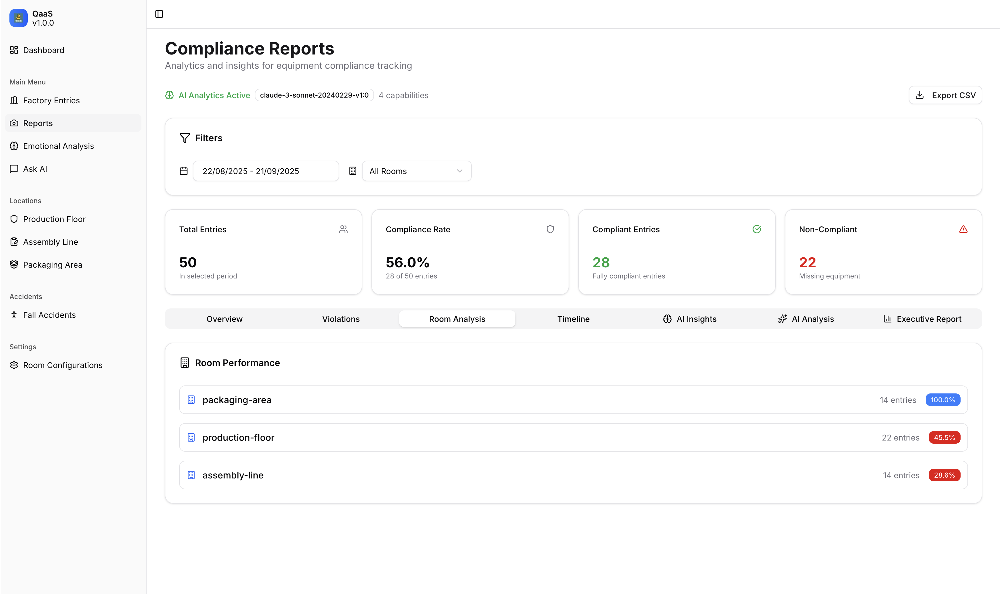 QaaS
v1.0.0
Dashboard
Main Menu
Factory Entries
Reports
Emotional Analysis
Ask AI
Locations
Production Floor
Assembly Line
Packaging Area
Accidents
Fall Accidents
Settings
Room Configurations
Compliance Reports
Analytics and insights for equipment compliance tracking
AI Analytics Active claude-3-sonnet-20240229-v1:0 4 capabilities
Export CSV
Filters
22/08/2025 - 21/09/2025
All Rooms
Total Entries
50
In selected period
Compliance Rate
56.0%
28 of 50 entries
Compliant Entries
28
Fully compliant entries
Non-Compliant
22
Missing equipment
Overview Violations Room Analysis Timeline AI Insights AI Analysis Executive Report
Room Performance
packaging-area 14 entries 100.0%
production-floor 22 entries 45.5%
assembly-line 14 entries 28.6%